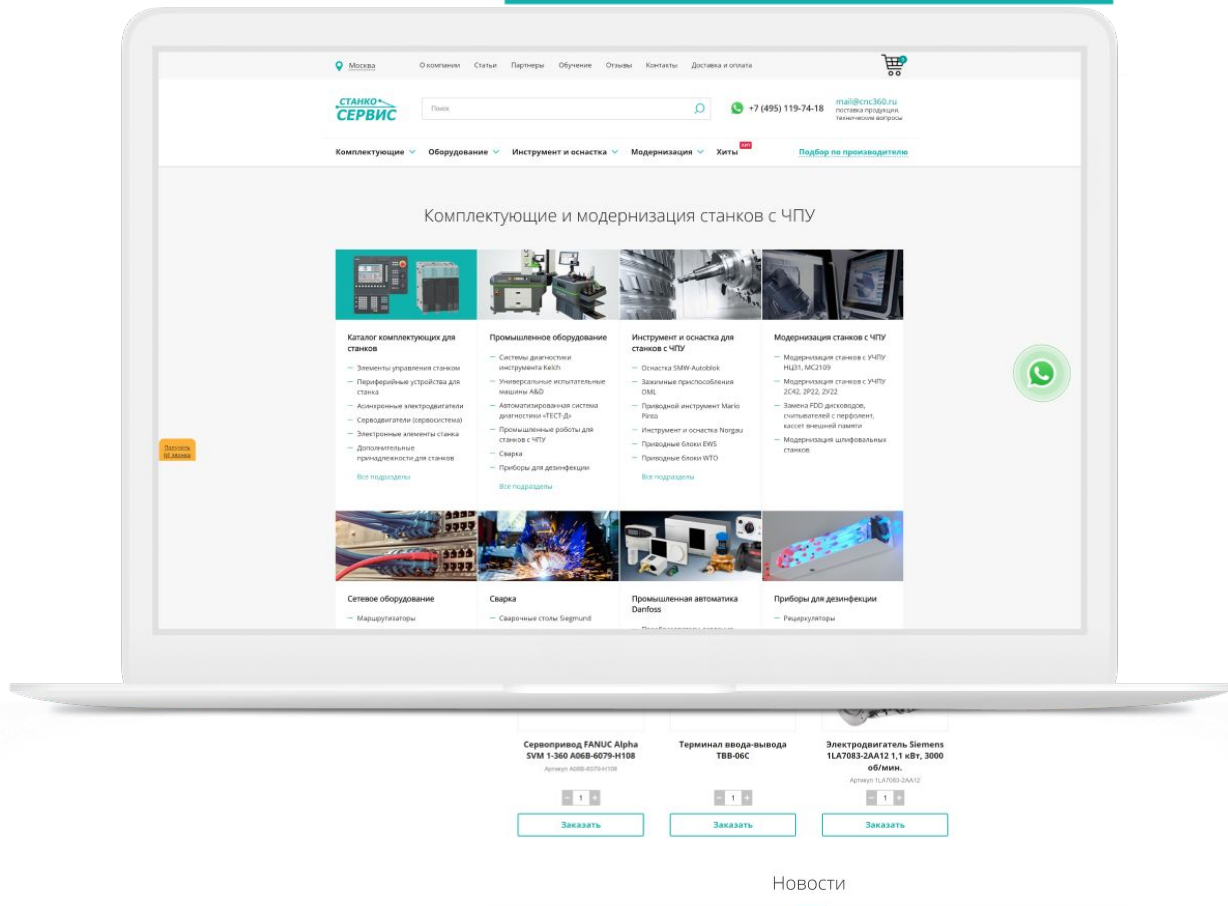 Москва
О компании Статьи Партнеры Обучение Отзывы Контакты Доставка и оплата
СТАНКО
СЕРВИС
Поиск
+7 (495) 119-74-18
mail@cnc360.ru
поставка продукции,
технические вопросы
Комплектующие Оборудование Инструмент и оснастка Модернизация Хиты ХИТ Подбор по производителю
Комплектующие и модернизация станков с ЧПУ
Каталог комплектующих для
станков
— Элементы управления станком
— Периферийные устройства для
станка
— Асинхронные электродвигатели
— Серводвигатели (сервосистема)
— Электронные элементы станка
— Дополнительные
принадлежности для станков
Все подразделы
Промышленное оборудование
— Системы диагностики
инструмента Kelch
— Универсальные испытательные
машины A&D
— Автоматизированная система
диагностики «ТЕСТ-Д»
— Промышленные роботы для
станков с ЧПУ
— Сварка
— Приборы для дезинфекции
Все подразделы
Инструмент и оснастка для
станков с ЧПУ
— Оснастка SMW-Autoblok
— Зажимные приспособления
OML
— Приводной инструмент Mario
Pinto
— Инструмент и оснастка Norgau
— Приводные блоки EWS
— Приводные блоки WTO
Все подразделы
Модернизация станков с ЧПУ
— Модернизация станков с УЧПУ
НЦ31, МС2109
— Модернизация станков с УЧПУ
2С42, 2Р22, 2У22
— Замена FDD дисководов,
считывателей с перфолент,
кассет внешней памяти
— Модернизация шлифовальных
станков
Сетевое оборудование
— Маршрутизаторы
Сварка
— Сварочные столы Siegmund
Промышленная автоматика
Danfoss
Приборы для дезинфекции
— Рециркуляторы
Сервопривод FANUC Alpha
SVM 1-360 A06B-6079-H108
Артикул A06B-6079-H108
— 1 +
Заказать
Терминал ввода-вывода
ТВВ-06С
— 1 +
Заказать
Электродвигатель Siemens
1LA7083-2AA12 1,1 кВт, 3000
об/мин.
Артикул 1LA7083-2AA12
— 1 +
Заказать
Новости